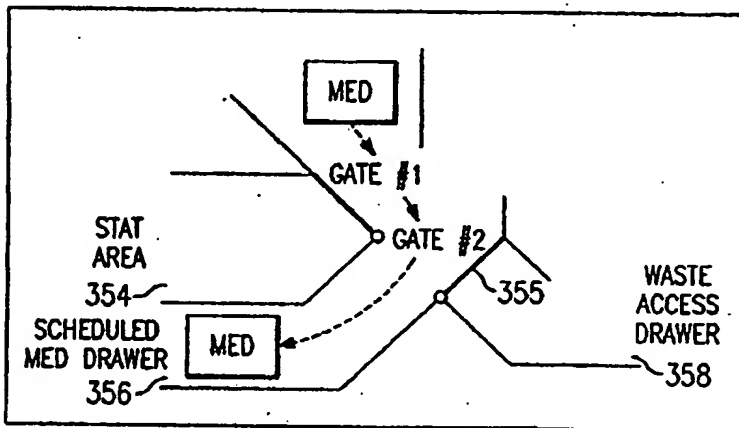 MED
GATE #1
GATE #2
STAT
AREA
354
355
WASTE
ACCESS
DRAWER
358
SCHEDULED
MED DRAWER
356
MED